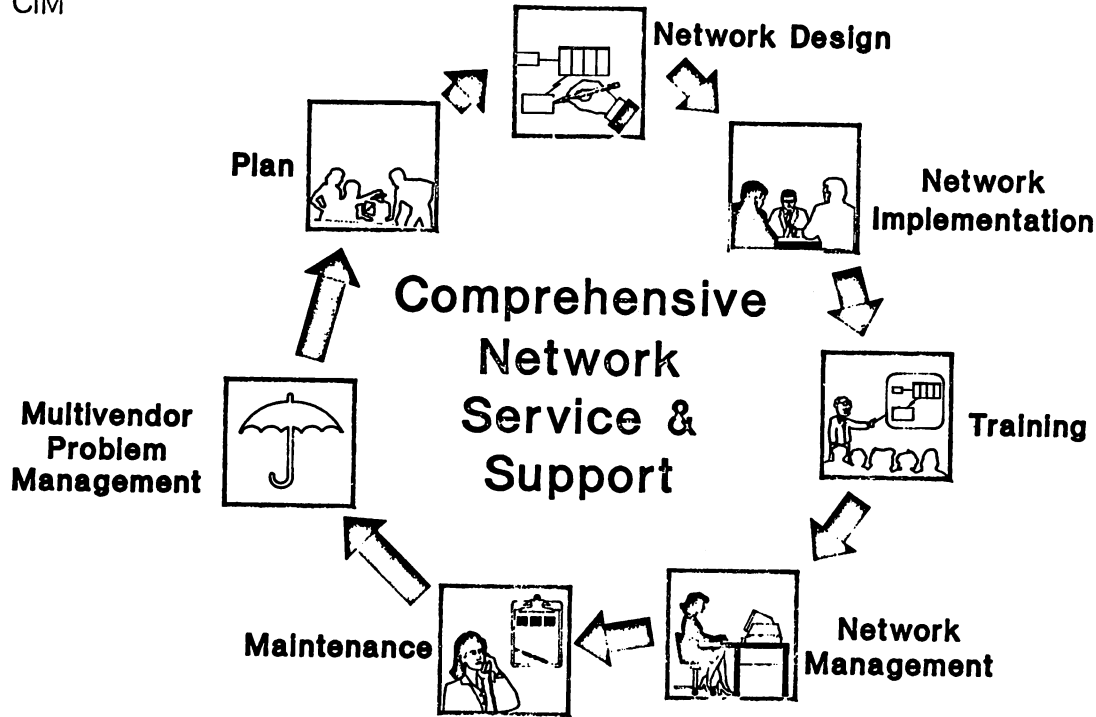 CIM
Network Design
Plan
Network
Implementation
Comprehensive
Network
Service &
Support
Training
Multivendor
Problem
Management
Network
Management
Maintenance